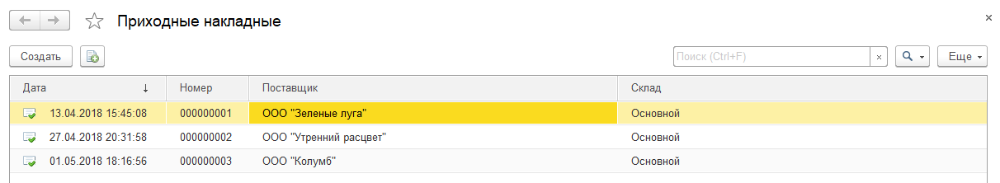 Приходные накладные
Создать Поиск (Ctrl+F) Еще
Дата Номер Поставщик Склад
13.04.2018 15:45:08 000000001 ООО "Зеленые луга" Основной
27.04.2018 20:31:58 000000002 ООО "Утренний расцвет" Основной
01.05.2018 18:16:56 000000003 ООО "Колумб" Основной